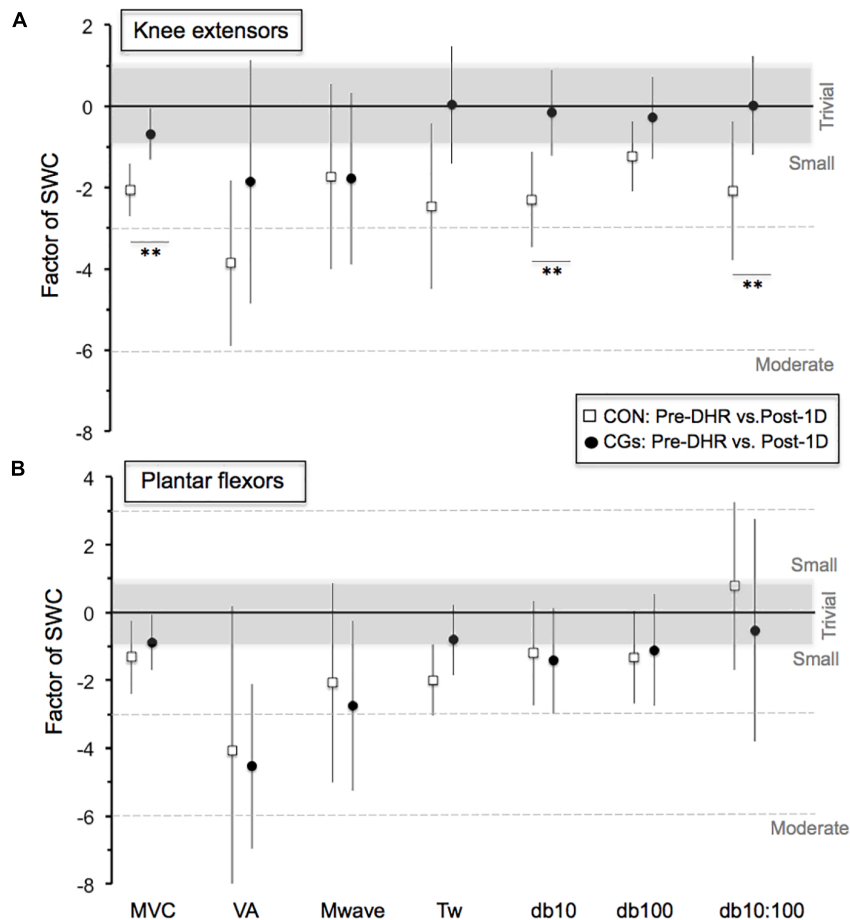 A
Knee extensors
2
0
-2
-4
-6
-8
Factor of SWC
Trivial
Small
Moderate
**
**
**
CON: Pre-DHR vs.Post-1D
CGs: Pre-DHR vs. Post-1D
B
Plantar flexors
4
2
0
-2
-4
-6
-8
Factor of SWC
Small
Trivial
Small
Moderate
MVC VA Mwave Tw db10 db100 db10:100